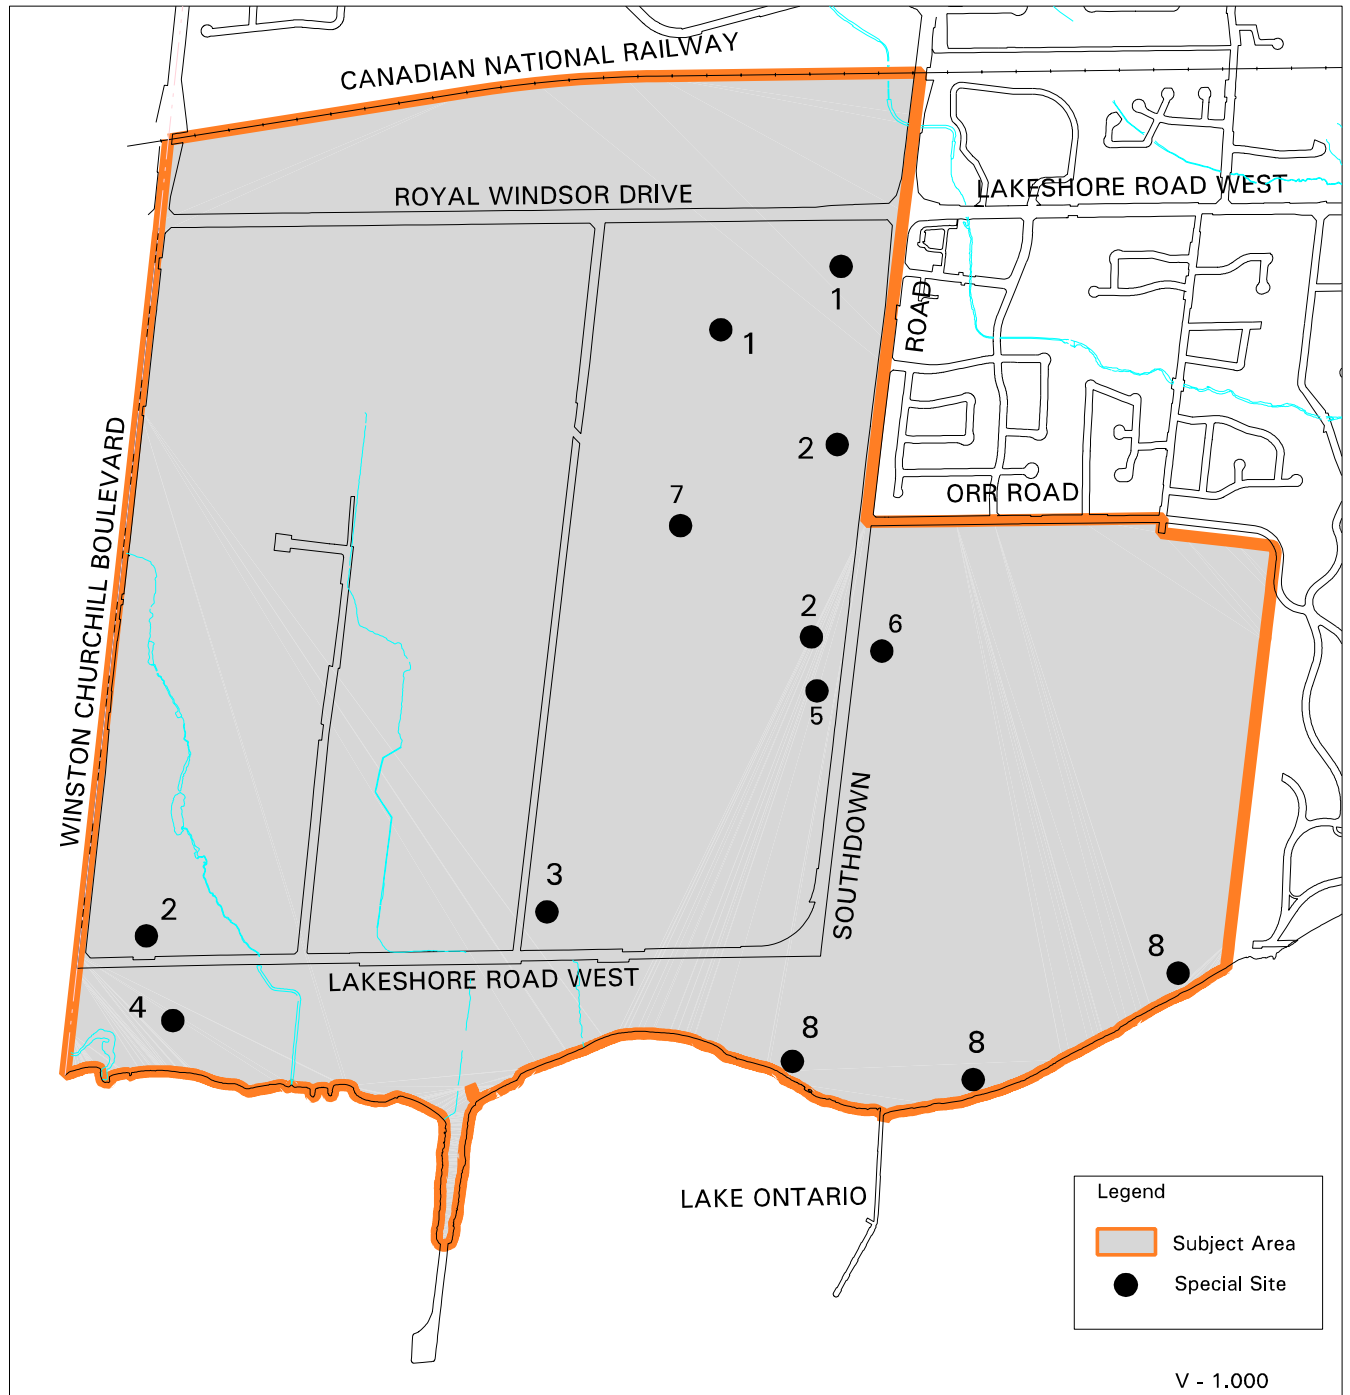 CANADIAN NATIONAL RAILWAY
ROYAL WINDSOR DRIVE
LAKESHORE ROAD WEST
1
ROAD
1
2
ORR ROAD
7
WINSTON CHURCHILL BOULEVARD
2
6
5
SOUTHDOWN
3
2
8
LAKESHORE ROAD WEST
4
8
8
LAKE ONTARIO
Legend
Subject Area
Special Site
V - 1.000